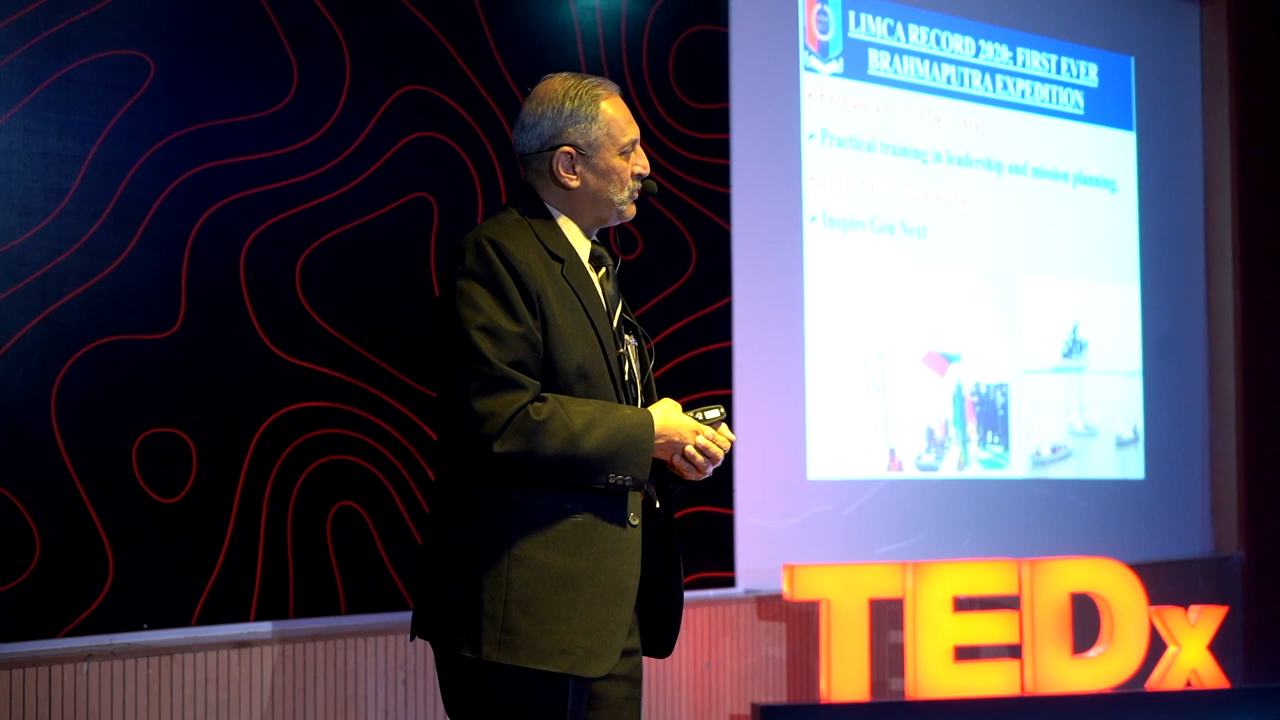 LIMCA RECORD 2020: FIRST EVER
BRAHMAPUTRA EXPEDITION
Practical training in leadership and mission planning.
Inspire Gen Next
TEDx